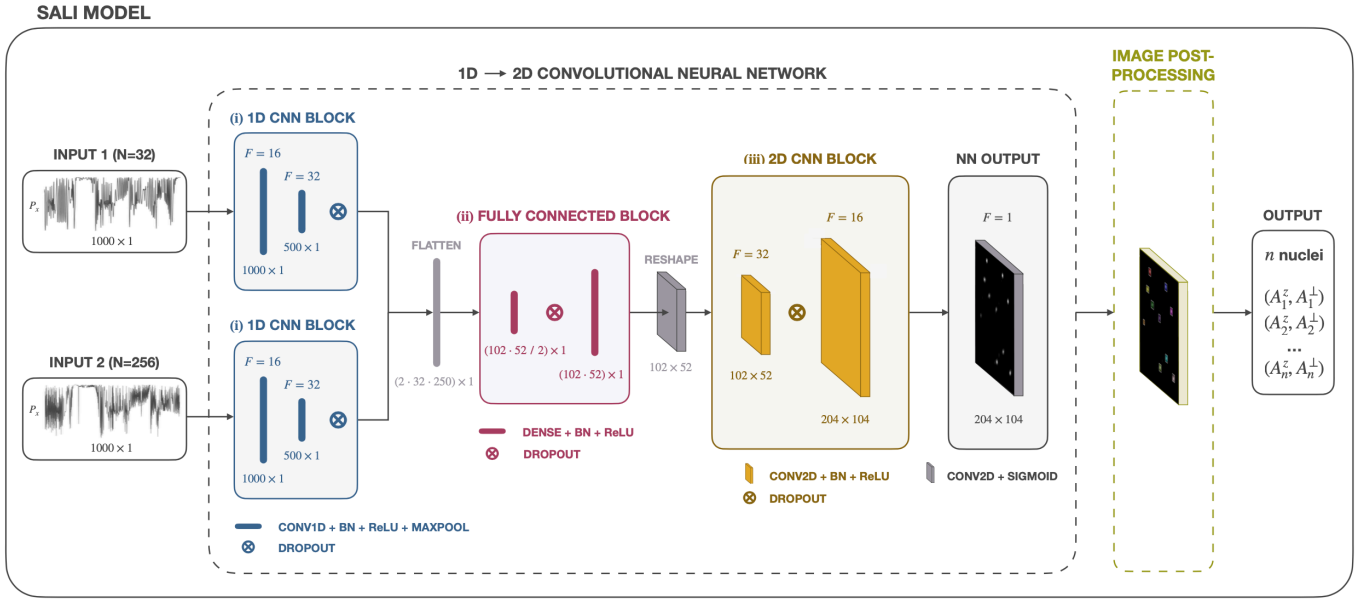 SALI MODEL
1D → 2D CONVOLUTIONAL NEURAL NETWORK
IMAGE POST-
PROCESSING
INPUT 1 (N=32)
P_x
1000 × 1
INPUT 2 (N=256)
P_x
1000 × 1
(i) 1D CNN BLOCK
F = 16
F = 32
500 × 1
1000 × 1
(i) 1D CNN BLOCK
F = 16
F = 32
500 × 1
1000 × 1
CONV1D + BN + ReLU + MAXPOOL
DROPOUT
FLATTEN
(2 · 32 · 250) × 1
(ii) FULLY CONNECTED BLOCK
(102 · 52 / 2) × 1
(102 · 52) × 1
DENSE + BN + ReLU
DROPOUT
RESHAPE
102 × 52
(iii) 2D CNN BLOCK
F = 16
F = 32
102 × 52
204 × 104
CONV2D + BN + ReLU
DROPOUT
NN OUTPUT
F = 1
204 × 104
CONV2D + SIGMOID
OUTPUT
n nuclei
(A_1^z, A_1^⊥)
(A_2^z, A_2^⊥)
...
(A_n^z, A_n^⊥)